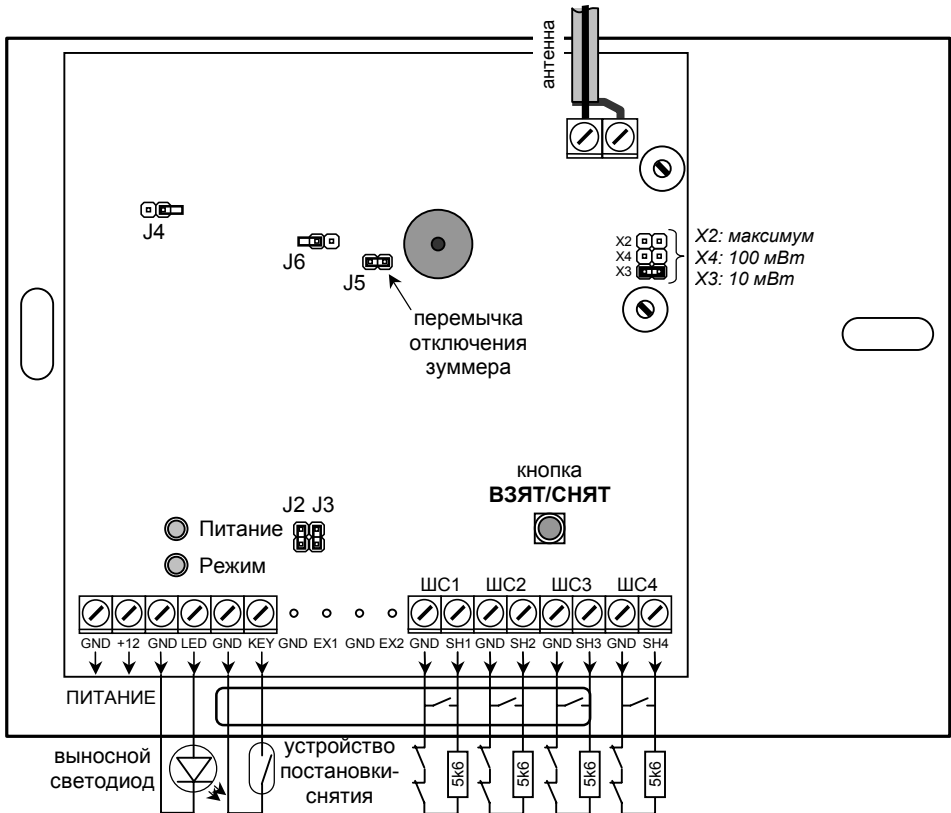 антенна
J4
J6
J5
X2
X4
X3
X2: максимум
X4: 100 мВт
X3: 10 мВт
перемычка
отключения
зуммера
кнопка
ВЗЯТ/СНЯТ
J2 J3
Питание
Режим
ШС1 ШС2 ШС3 ШС4
GND +12 GND LED GND KEY GND EX1 GND EX2 GND SH1 GND SH2 GND SH3 GND SH4
ПИТАНИЕ
выносной
светодиод
устройство
постановки-
снятия
5k6 5k6 5k6 5k6